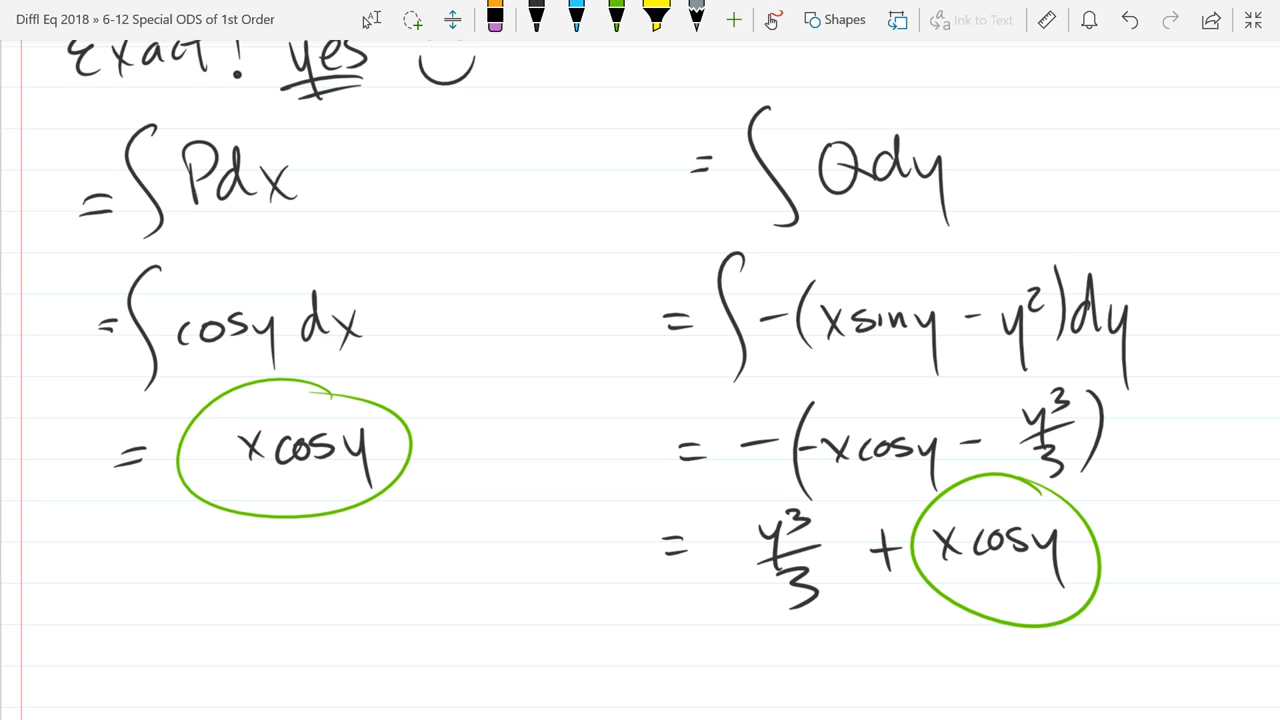 Diffl Eq 2018 » 6-12 Special ODS of 1st Order
Shapes
Ink to Text
Exact! yes
= ∫ Pdx
= ∫ Qdy
= ∫ cosy dx
= ∫ -(xsiny - y²)dy
= xcosy
= -(-xcosy - y³/3)
= y³/3 + xcosy